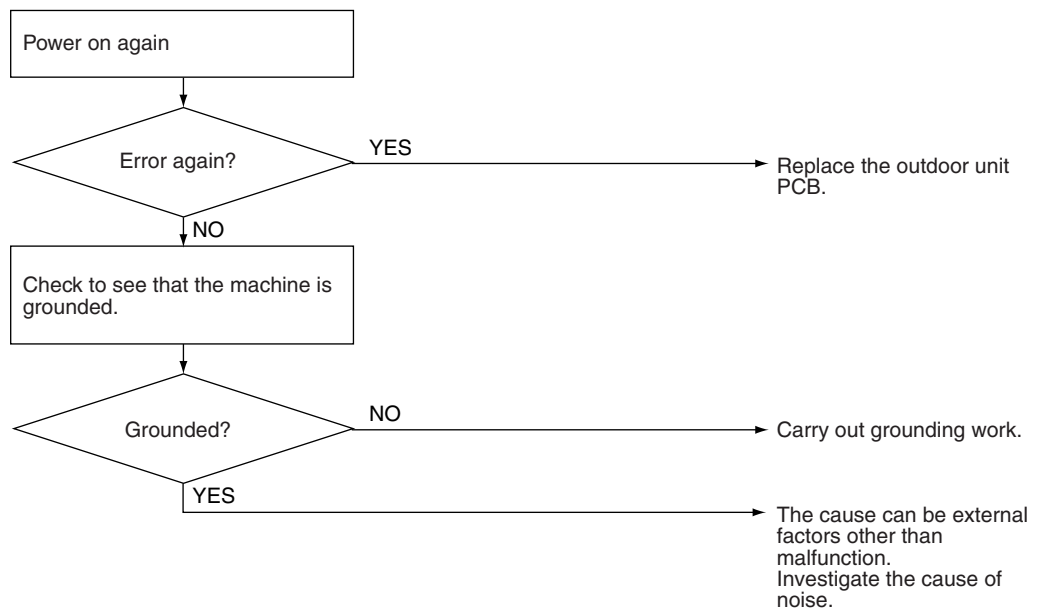 Power on again
Error again?
YES
Replace the outdoor unit
PCB.
NO
Check to see that the machine is
grounded.
Grounded?
NO
Carry out grounding work.
YES
The cause can be external
factors other than
malfunction.
Investigate the cause of
noise.